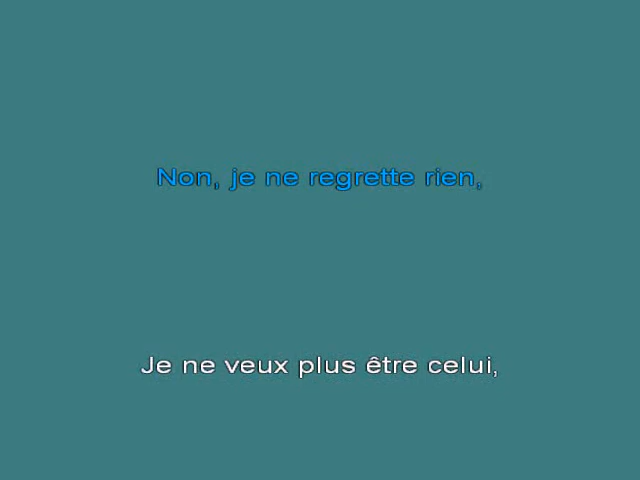 Non, je ne regrette rien,
Je ne veux plus être celui,